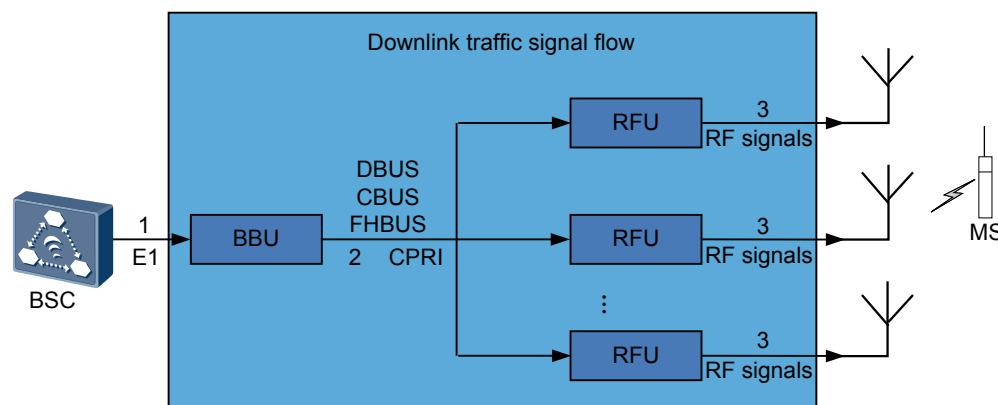 Downlink traffic signal flow
RFU
3
RF signals
DBUS
CBUS
FHBUS
2 CPRI
1
E1
BSC
BBU
RFU
3
RF signals
MS
...
RFU
3
RF signals